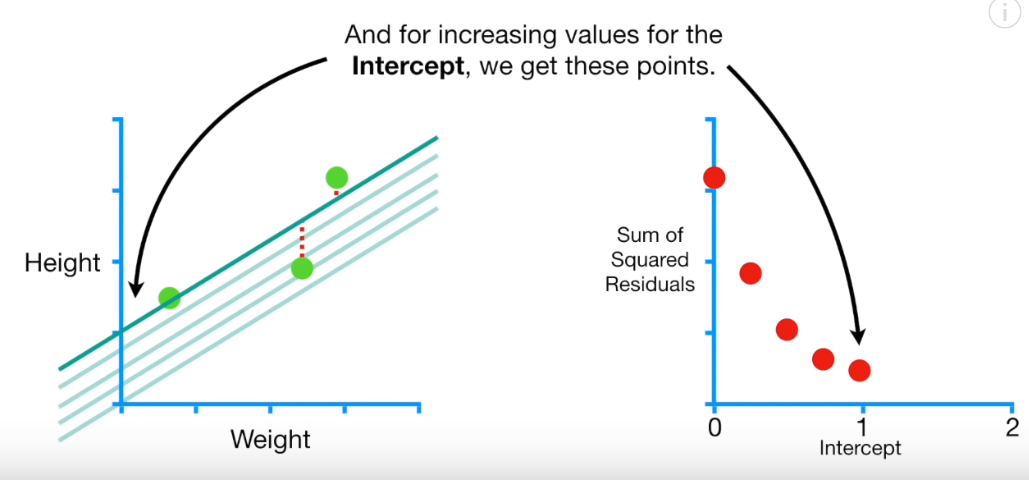 And for increasing values for the
Intercept, we get these points.
Height
Weight
Sum of
Squared
Residuals
0
1
2
Intercept
i